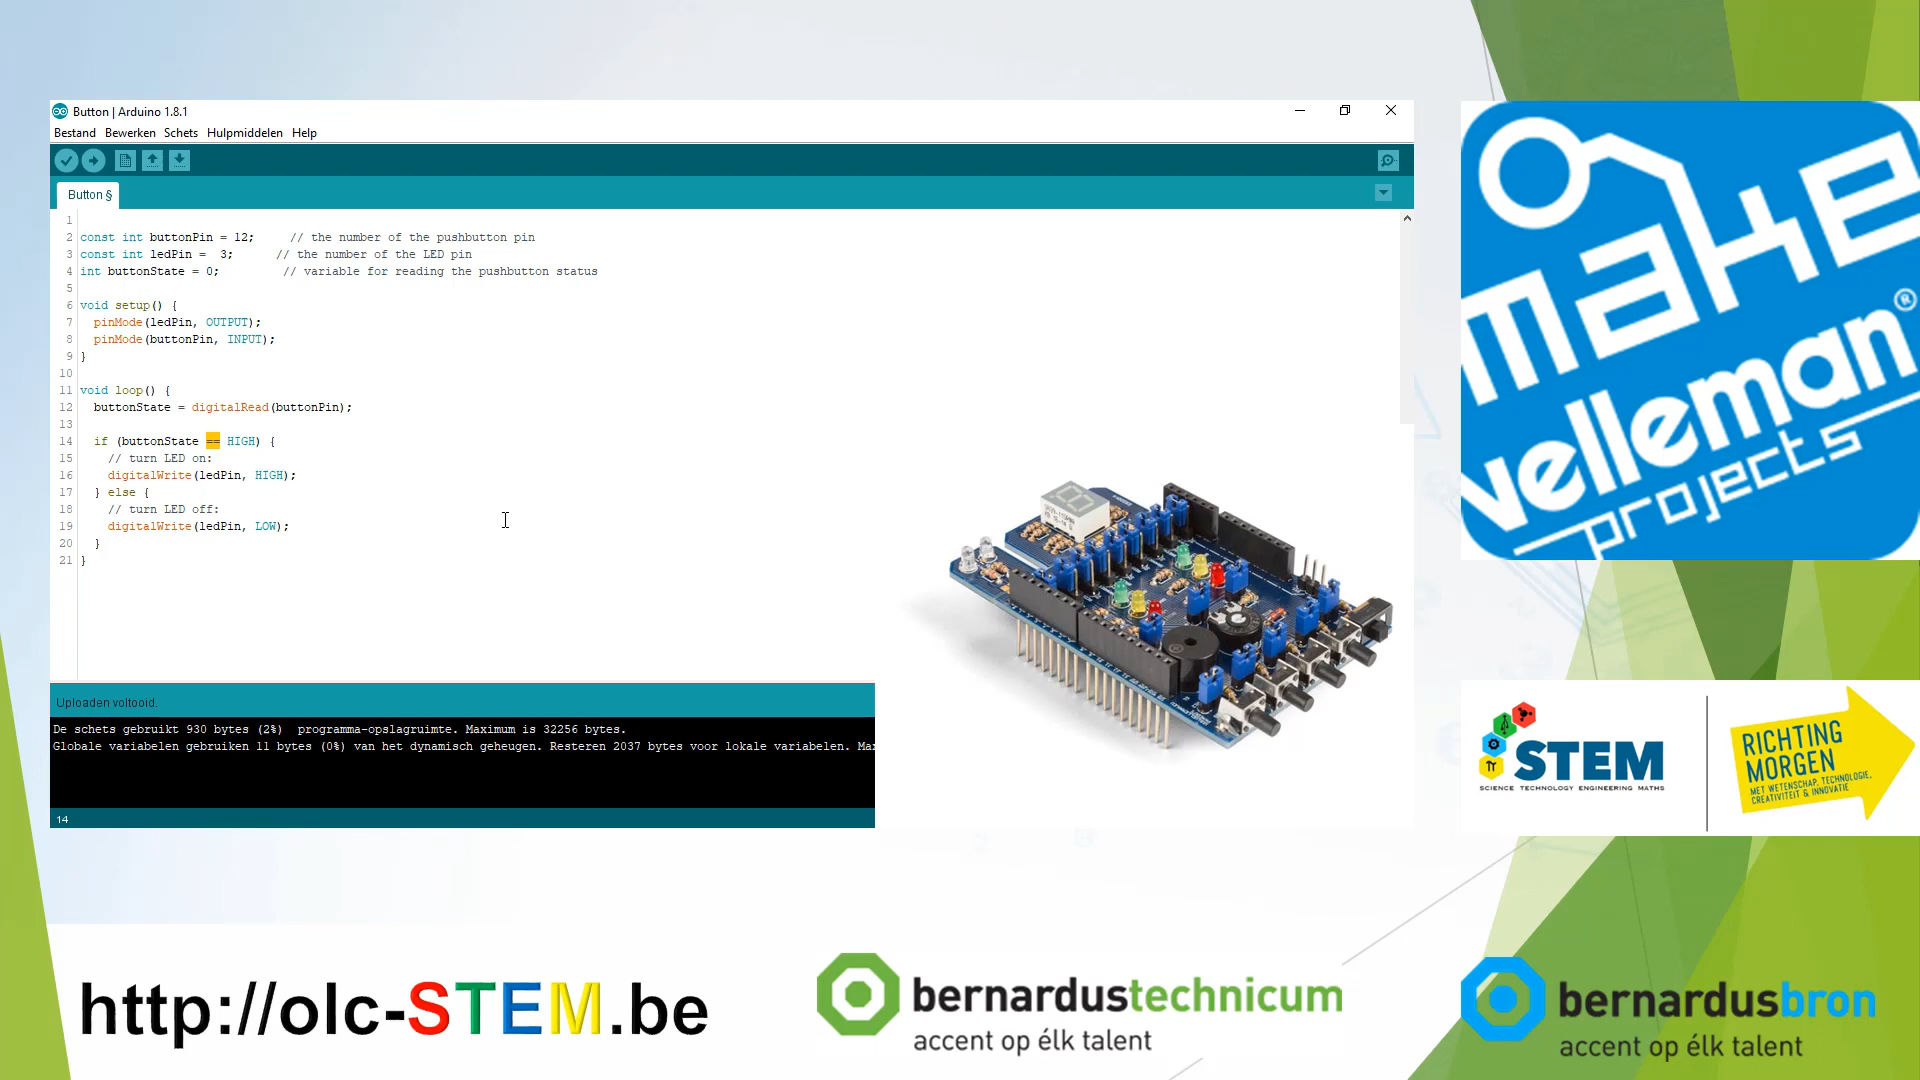 Button | Arduino 1.8.1
Bestand Bewerken Schets Hulpmiddelen Help
Button §
1
2 const int buttonPin = 12;     // the number of the pushbutton pin
3 const int ledPin =  3;      // the number of the LED pin
4 int buttonState = 0;         // variable for reading the pushbutton status
5
6 void setup() {
7   pinMode(ledPin, OUTPUT);
8   pinMode(buttonPin, INPUT);
9 }
10
11 void loop() {
12   buttonState = digitalRead(buttonPin);
13
14   if (buttonState == HIGH) {
15     // turn LED on:
16     digitalWrite(ledPin, HIGH);
17   } else {
18     // turn LED off:
19     digitalWrite(ledPin, LOW);
20   }
21 }
Uploaden voltooid.
De schets gebruikt 930 bytes (2%)  programma-opslagruimte. Maximum is 32256 bytes.
Globale variabelen gebruiken 11 bytes (0%) van het dynamisch geheugen. Resteren 2037 bytes voor lokale variabelen. Ma
14
make
velleman®
projects
STEM
SCIENCE TECHNOLOGY ENGINEERING MATHS
RICHTING
MORGEN
MET WETENSCHAP, TECHNOLOGIE,
CREATIVITEIT & INNOVATIE
http://olc-STEM.be
bernardustechnicum
accent op élk talent
bernardusbron
accent op élk talent